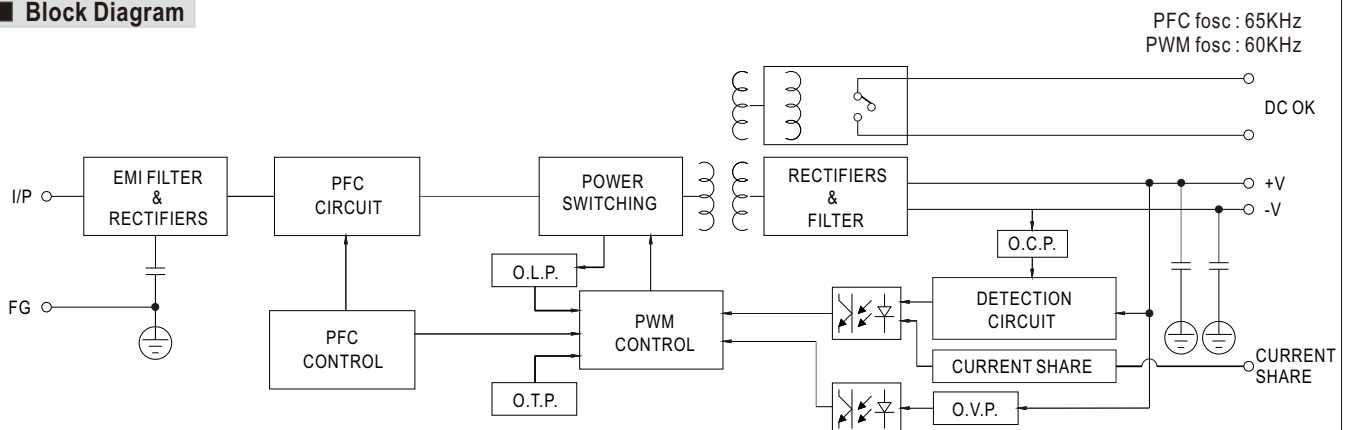 Block Diagram
PFC fosc : 65KHz
PWM fosc : 60KHz
DC OK
I/P
EMI FILTER
&
RECTIFIERS
PFC
CIRCUIT
POWER
SWITCHING
RECTIFIERS
&
FILTER
+V
-V
O.C.P.
O.L.P.
FG
PFC
CONTROL
PWM
CONTROL
DETECTION
CIRCUIT
CURRENT SHARE
CURRENT
SHARE
O.T.P.
O.V.P.